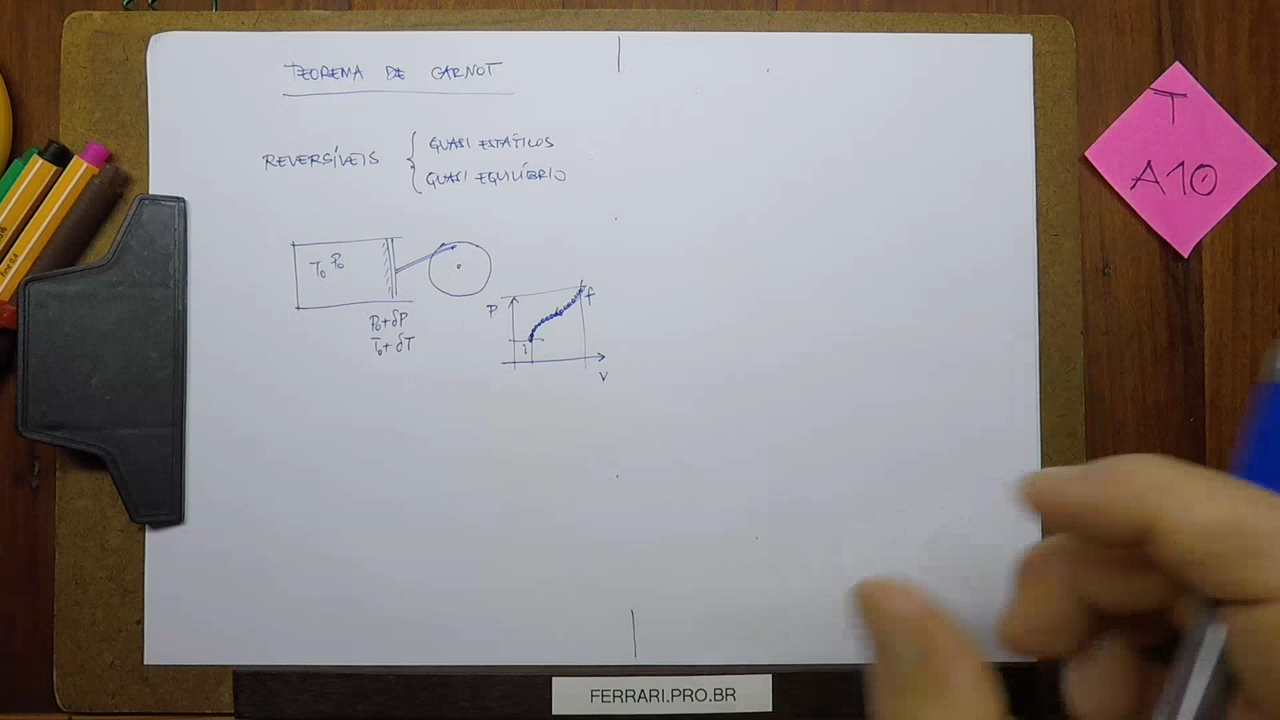 TEOREMA DE CARNOT
REVERSÍVEIS
QUASI ESTÁTICOS
QUASI EQUILÍBRIO
T₀ P₀
P₀+δP
T₀+δT
P
f
i
V
T
A10
FERRARI.PRO.BR